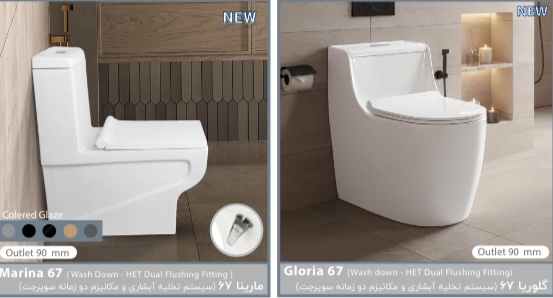 NEW
Colered Glaze
Outlet 90 mm
Marina 67 ( Wash Down - HET Dual Flushing Fitting )
مارینا ۶۷ (سیستم تخلیه آبشاری و مکانیزم دو زمانه سوپرجت)
NEW
Outlet 90 mm
Gloria 67 (Wash down - HET Dual Flushing Fitting)
گلوریا ۶۷ (سیستم تخلیه آبشاری و مکانیزم دو زمانه سوپرجت)